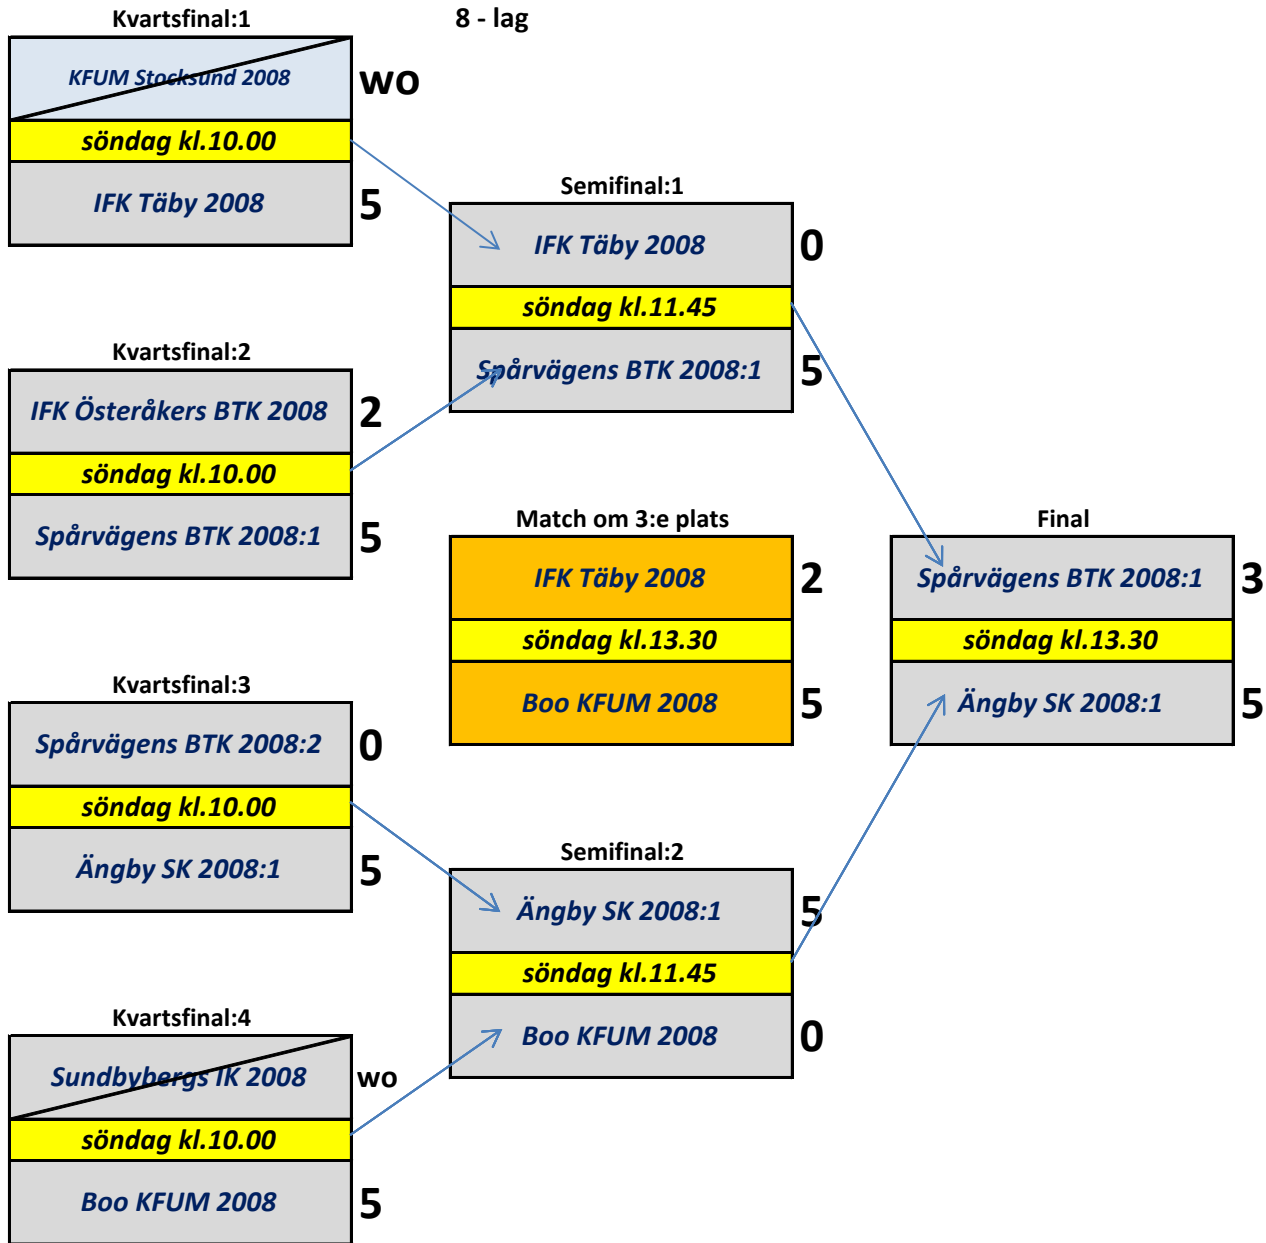 Kvartsfinal:1
8 - lag
KFUM Stocksund 2008
wo
söndag kl.10.00
IFK Täby 2008
5
Semifinal:1
IFK Täby 2008
0
söndag kl.11.45
Spårvägens BTK 2008:1
5
Kvartsfinal:2
IFK Österåkers BTK 2008
2
söndag kl.10.00
Spårvägens BTK 2008:1
5
Match om 3:e plats
IFK Täby 2008
2
söndag kl.13.30
Boo KFUM 2008
5
Final
Spårvägens BTK 2008:1
3
söndag kl.13.30
Ängby SK 2008:1
5
Kvartsfinal:3
Spårvägens BTK 2008:2
0
söndag kl.10.00
Ängby SK 2008:1
5
Semifinal:2
Ängby SK 2008:1
5
söndag kl.11.45
Boo KFUM 2008
0
Kvartsfinal:4
Sundbybergs IK 2008
wo
söndag kl.10.00
Boo KFUM 2008
5